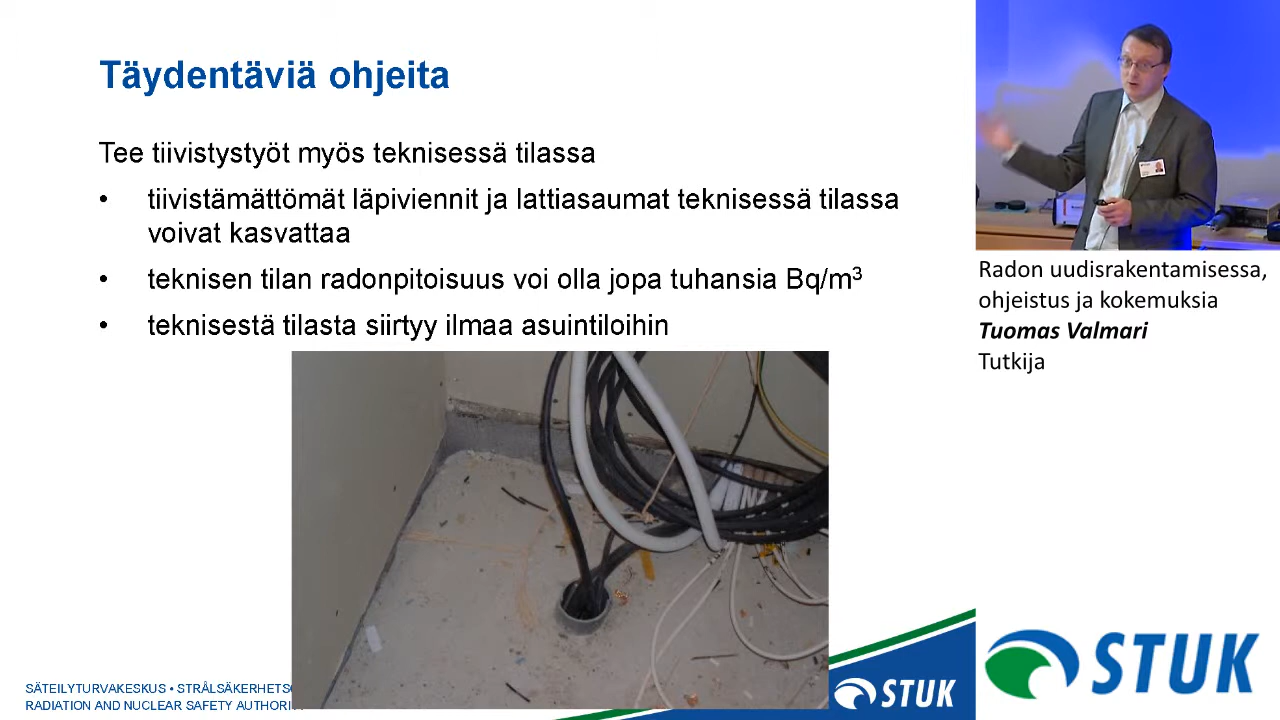 Täydentäviä ohjeita
Tee tiivistystyöt myös teknisessä tilassa
• tiivistämättömät läpiviennit ja lattiasaumat teknisessä tilassa
voivat kasvattaa
• teknisen tilan radonpitoisuus voi olla jopa tuhansia Bq/m³
• teknisestä tilasta siirtyy ilmaa asuintiloihin
Radon uudisrakentamisessa,
ohjeistus ja kokemuksia
Tuomas Valmari
Tutkija
SÄTEILYTURVAKESKUS • STRÅLSÄKERHETSC
RADIATION AND NUCLEAR SAFETY AUTHORI
STUK
STUK